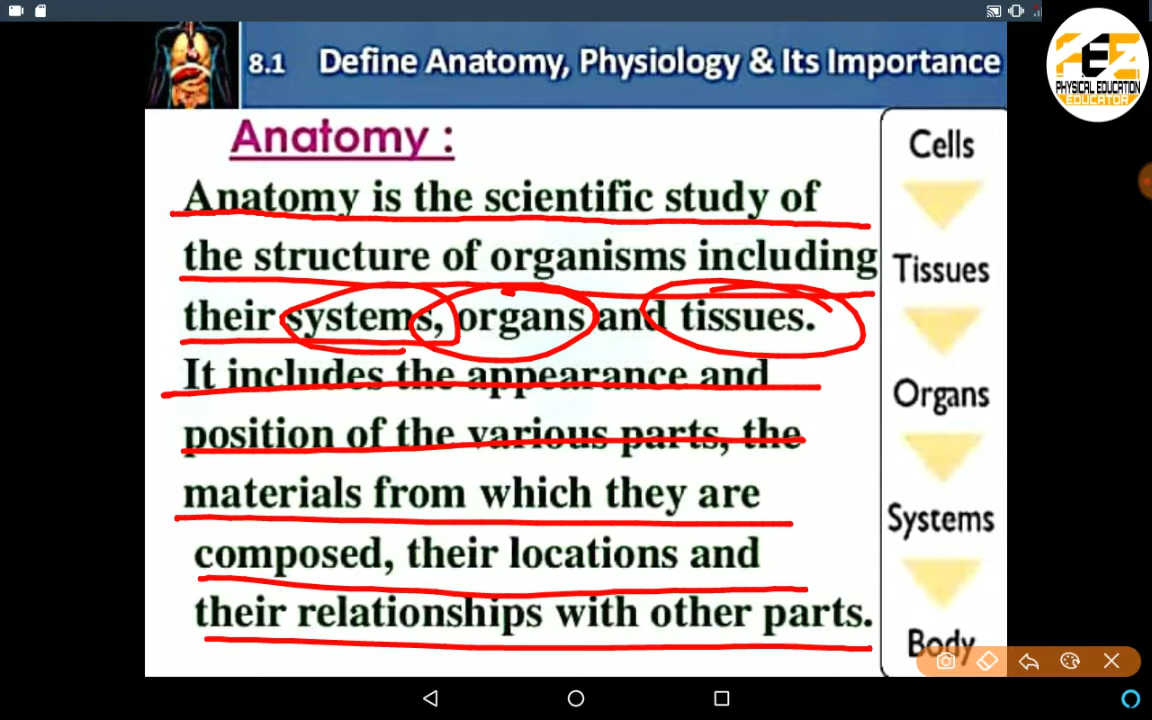 8.1 Define Anatomy, Physiology & Its Importance
PHYSICAL EDUCATION
EDUCATOR
Anatomy :
Anatomy is the scientific study of
the structure of organisms including
their systems, organs and tissues.
It includes the appearance and
position of the various parts, the
materials from which they are
composed, their locations and
their relationships with other parts.
Cells
Tissues
Organs
Systems
Body